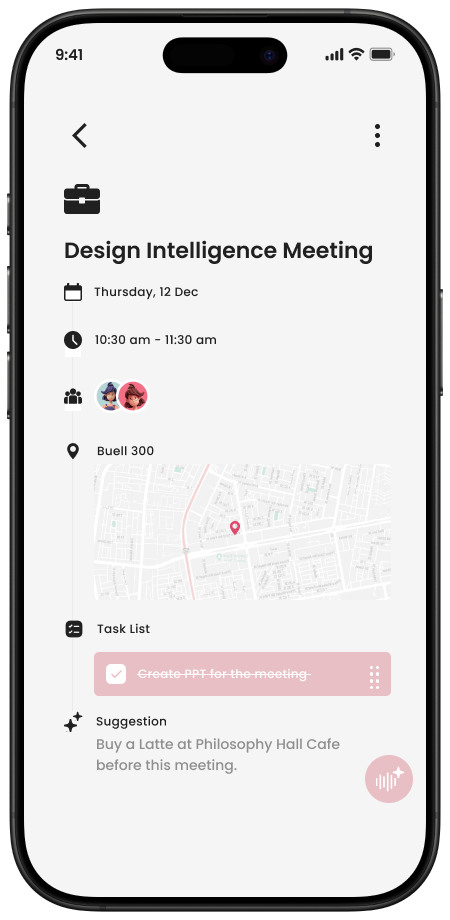 9:41
Design Intelligence Meeting
Thursday, 12 Dec
10:30 am - 11:30 am
Buell 300
Task List
Create PPT for the meeting
Suggestion
Buy a Latte at Philosophy Hall Cafe
before this meeting.